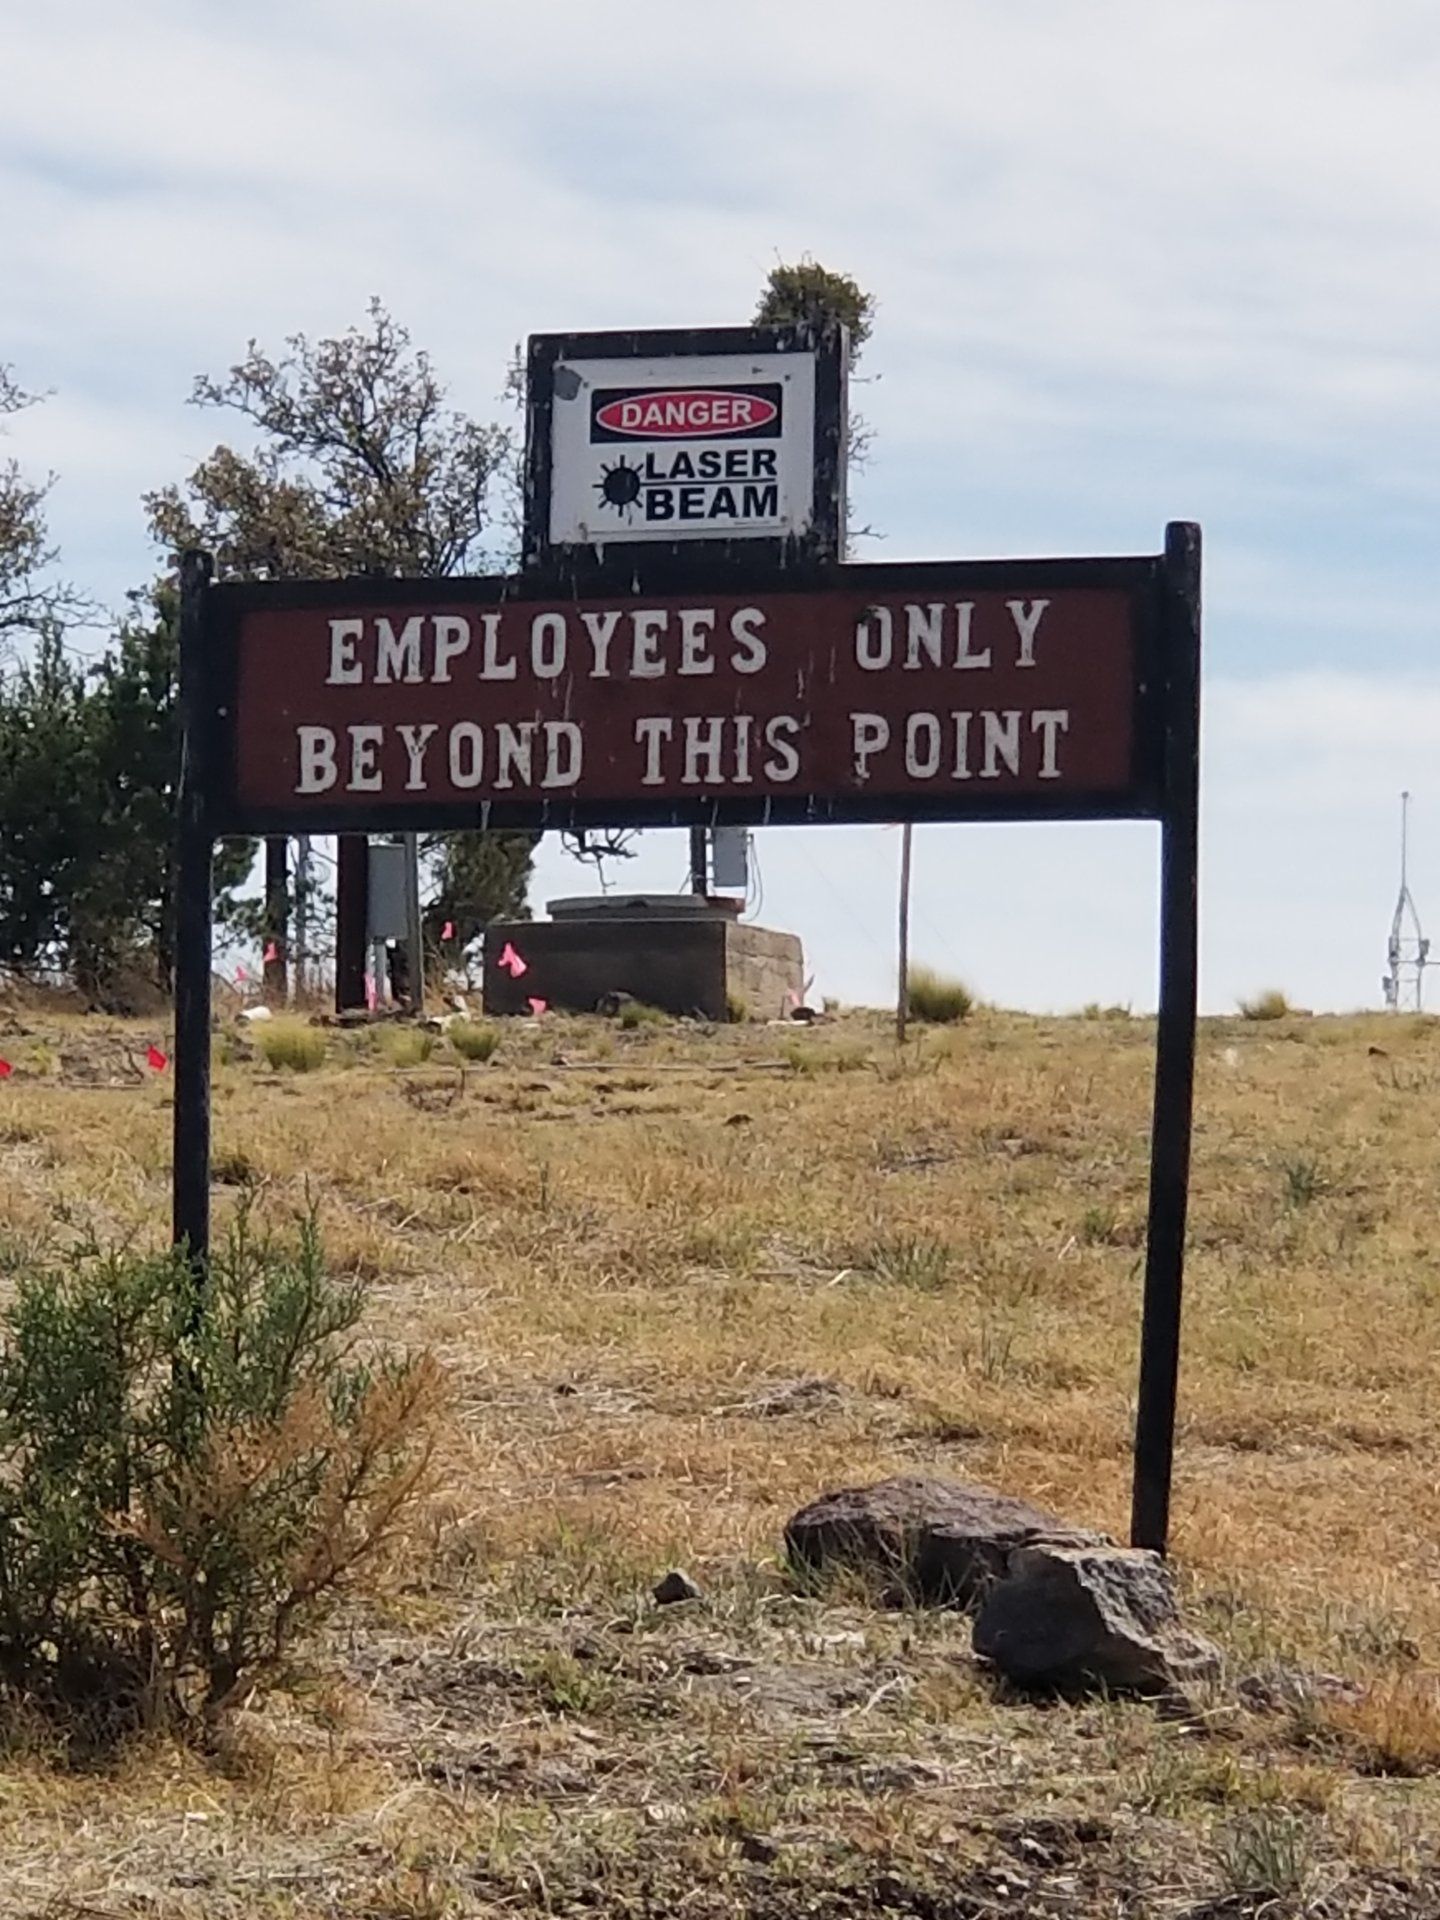 DANGER
LASER
BEAM
EMPLOYEES ONLY
BEYOND THIS POINT